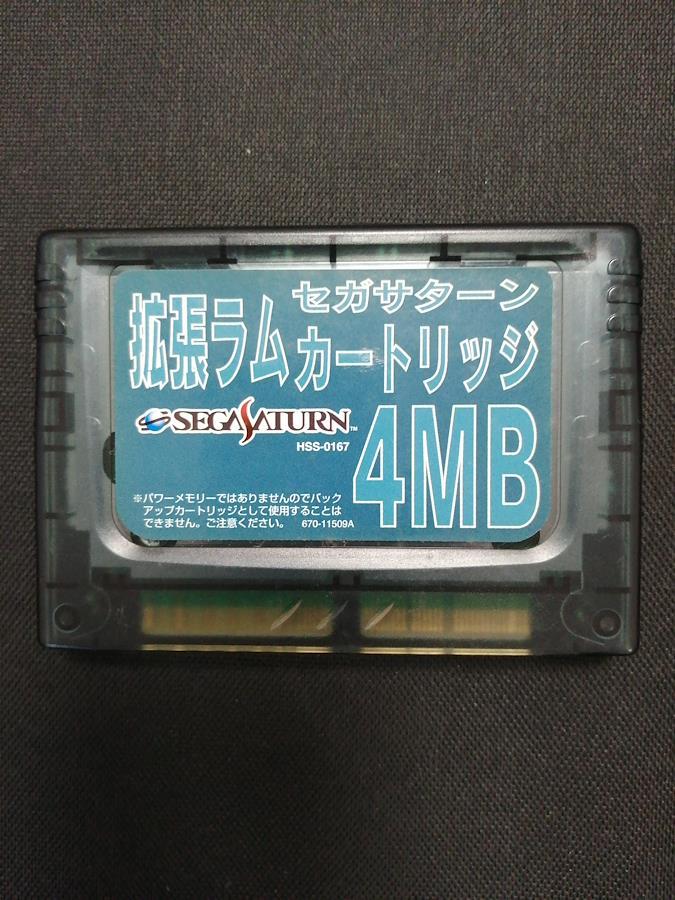 セガサターン
拡張ラムカートリッジ
SEGA SATURN™
HSS-0167
4MB
※パワーメモリーではありませんのでバック
アップカートリッジとして使用することは
できません。ご注意ください。 670-11509A